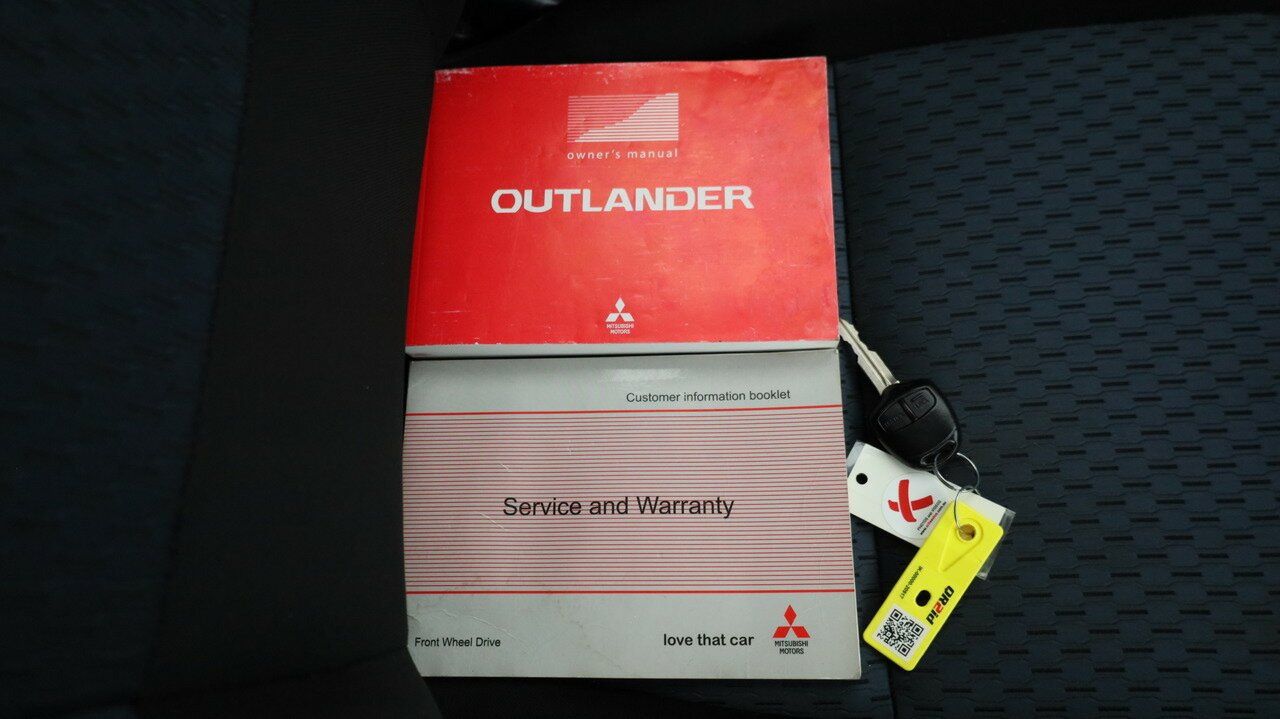 owner's manual
OUTLANDER
MITSUBISHI
MOTORS
Customer information booklet
Service and Warranty
Front Wheel Drive
love that car
MITSUBISHI
MOTORS
OR2id